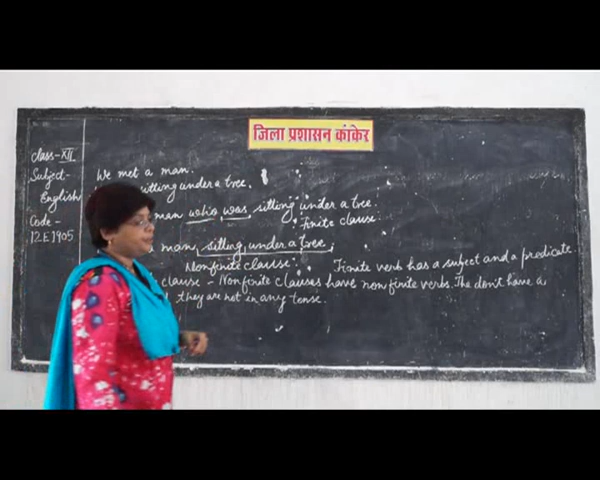 जिला प्रशासन कांकेर
class-XII
Subject-
English
Code -
12E1905
We met a man.
sitting under a tree.
man who was sitting under a tree.
Finite clause.
man sitting under a tree.
Nonfinite clause.
Finite verb has a subject and a predicate.
clause - Nonfinite clauses have nonfinite verbs. The don't have a
they are not in any tense.